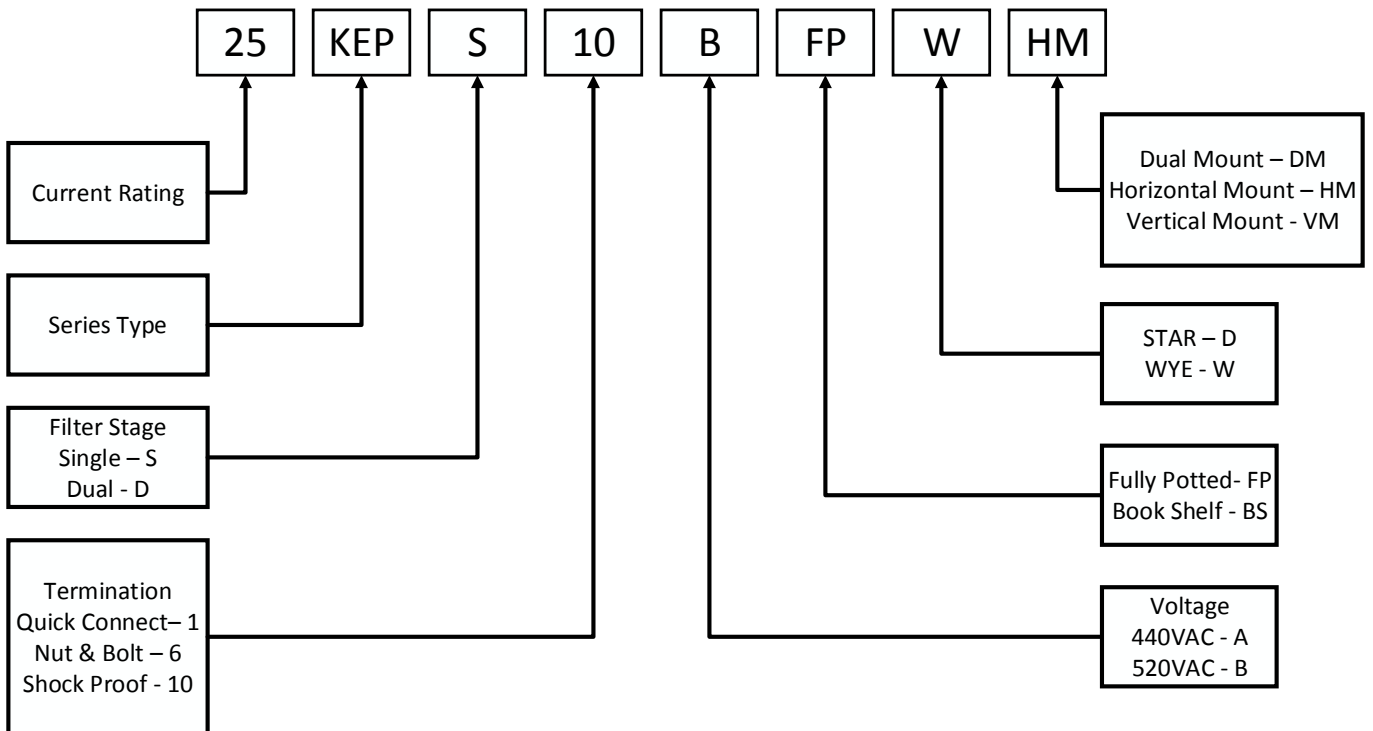 25 KEP S 10 B FP W HM
Current Rating
Series Type
Filter Stage
Single – S
Dual - D
Termination
Quick Connect– 1
Nut & Bolt – 6
Shock Proof - 10
Dual Mount – DM
Horizontal Mount – HM
Vertical Mount - VM
STAR – D
WYE - W
Fully Potted- FP
Book Shelf - BS
Voltage
440VAC - A
520VAC - B